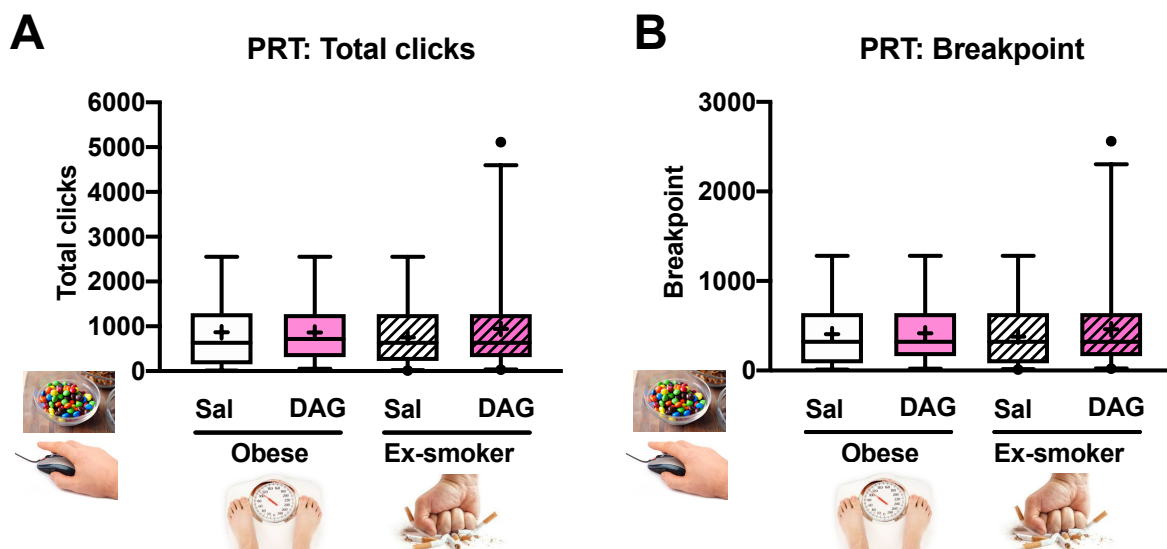 A
PRT: Total clicks
Total clicks
6000
5000
4000
3000
2000
1000
0
Sal
DAG
Sal
DAG
Obese
Ex-smoker
B
PRT: Breakpoint
Breakpoint
3000
2000
1000
0
Sal
DAG
Sal
DAG
Obese
Ex-smoker